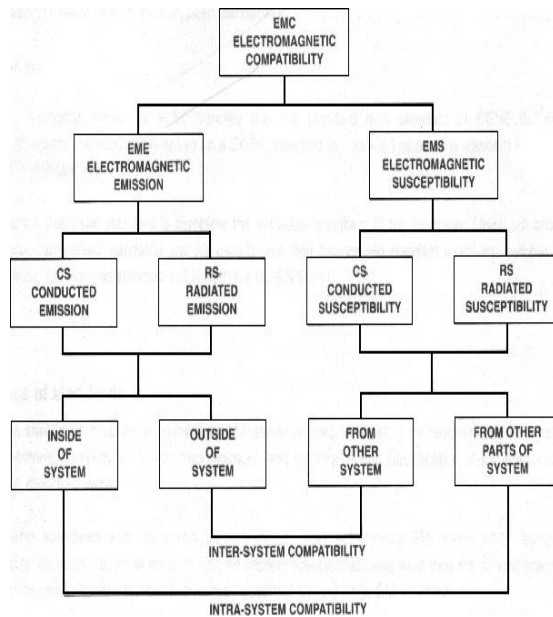 EMC
ELECTROMAGNETIC
COMPATIBILITY
EME
ELECTROMAGNETIC
EMISSION
EMS
ELECTROMAGNETIC
SUSCEPTIBILITY
CS
CONDUCTED
EMISSION
RS
RADIATED
EMISSION
CS
CONDUCTED
SUSCEPTIBILITY
RS
RADIATED
SUSCEPTIBILITY
INSIDE
OF
SYSTEM
OUTSIDE
OF
SYSTEM
FROM
OTHER
SYSTEM
FROM OTHER
PARTS OF
SYSTEM
INTER-SYSTEM COMPATIBILITY
INTRA-SYSTEM COMPATIBILITY